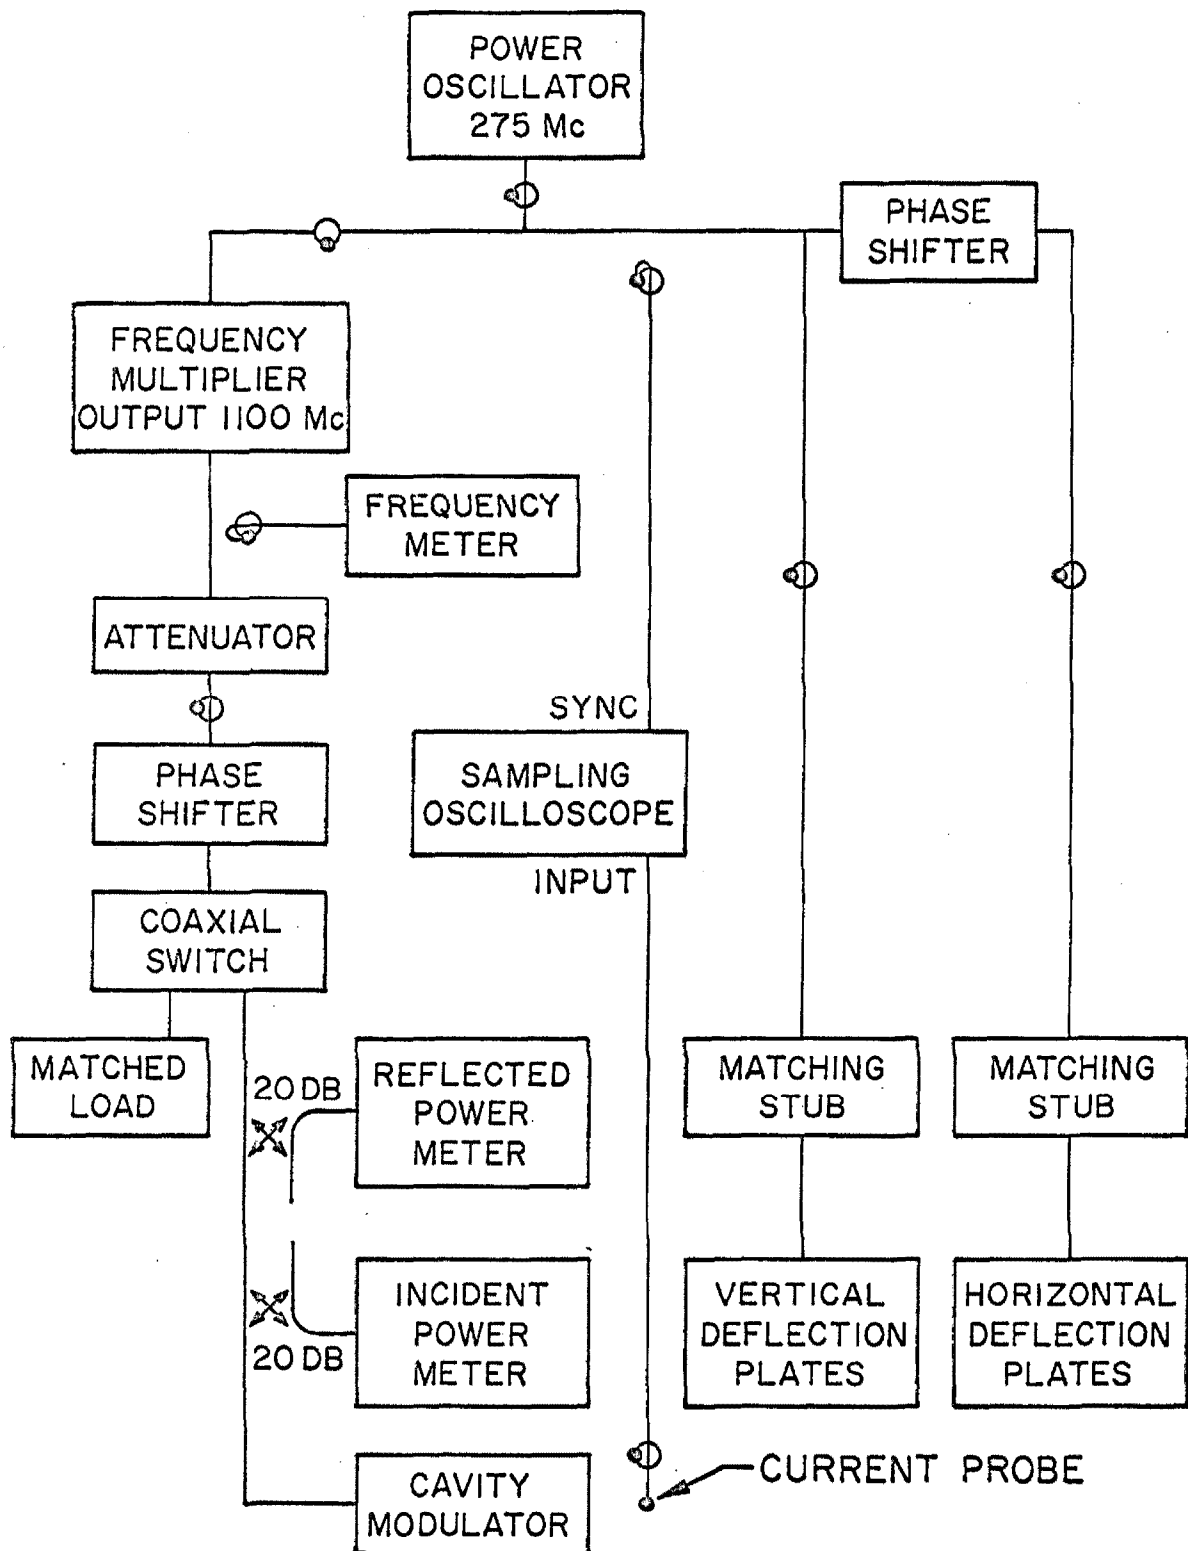 POWER
OSCILLATOR
275 Mc
PHASE
SHIFTER
FREQUENCY
MULTIPLIER
OUTPUT 1100 Mc
FREQUENCY
METER
ATTENUATOR
SYNC
PHASE
SHIFTER
SAMPLING
OSCILLOSCOPE
INPUT
COAXIAL
SWITCH
MATCHED
LOAD
20 DB
REFLECTED
POWER
METER
MATCHING
STUB
MATCHING
STUB
20 DB
INCIDENT
POWER
METER
VERTICAL
DEFLECTION
PLATES
HORIZONTAL
DEFLECTION
PLATES
CURRENT PROBE
CAVITY
MODULATOR